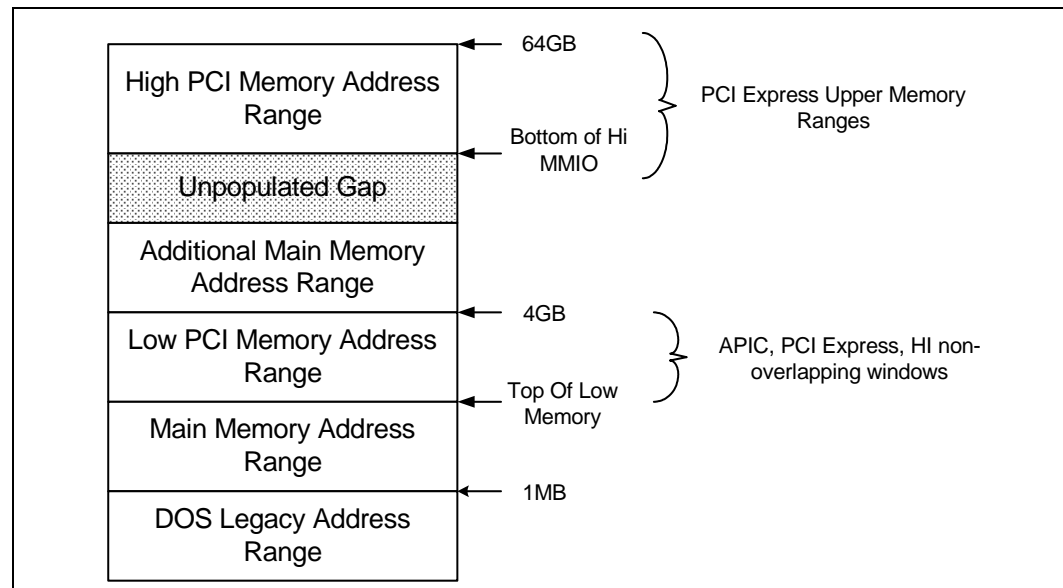 High PCI Memory Address
Range
Unpopulated Gap
Additional Main Memory
Address Range
Low PCI Memory Address
Range
Main Memory Address
Range
DOS Legacy Address
Range
64GB
Bottom of Hi
MMIO
4GB
Top Of Low
Memory
1MB
PCI Express Upper Memory
Ranges
APIC, PCI Express, HI non-
overlapping windows